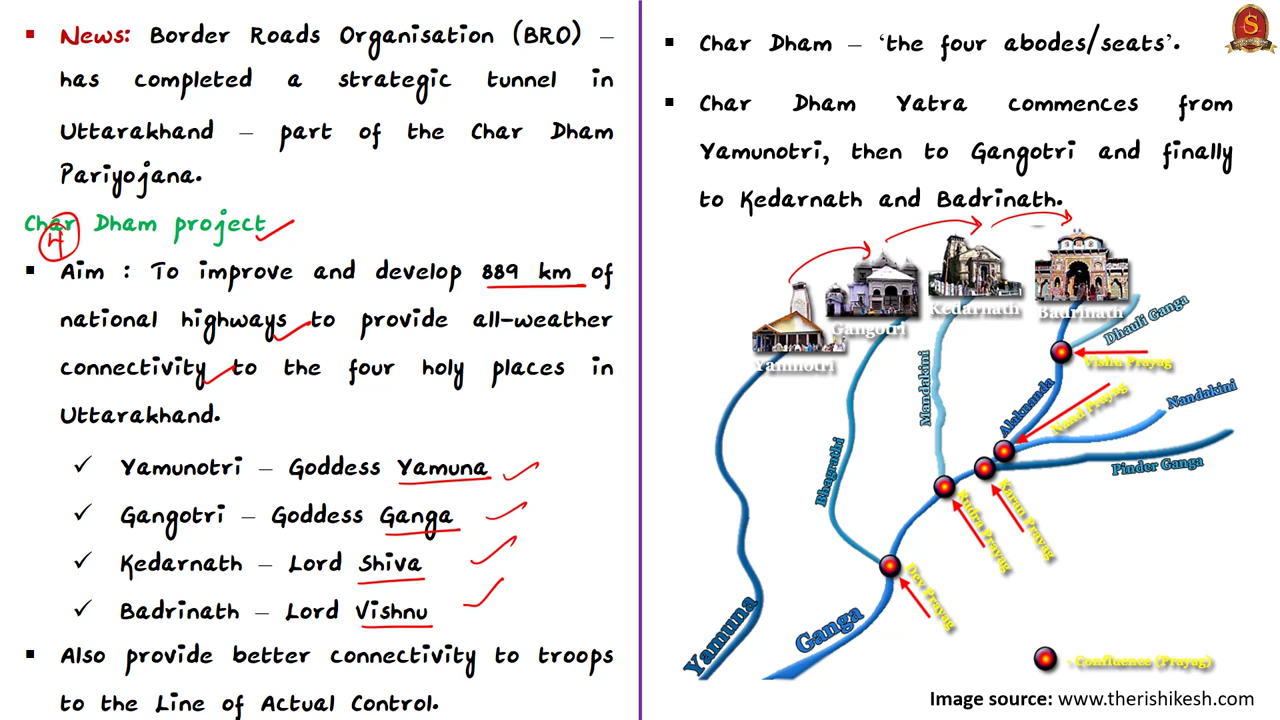 ▪ News: Border Roads Organisation (BRO) –
has completed a strategic tunnel in
Uttarakhand – part of the Char Dham
Pariyojana.
Char Dham project
4
▪ Aim : To improve and develop 889 km of
national highways to provide all-weather
connectivity to the four holy places in
Uttarakhand.
✓ Yamunotri – Goddess Yamuna
✓ Gangotri – Goddess Ganga
✓ Kedarnath – Lord Shiva
✓ Badrinath – Lord Vishnu
▪ Also provide better connectivity to troops
to the Line of Actual Control.
▪ Char Dham – ‘the four abodes/seats’.
▪ Char Dham Yatra commences from
Yamunotri, then to Gangotri and finally
to Kedarnath and Badrinath.
Yamnotri
Gangotri
Kedarnath
Badrinath
Dhauli Ganga
Vishu Prayag
Mandakini
Alaknanda
Nand Prayag
Nandakini
Pinder Ganga
Bhagrathi
Rudra Prayag
Karan Prayag
Dev Prayag
Yamuna
Ganga
- Confluence (Prayag)
Image source: www.therishikesh.com
S